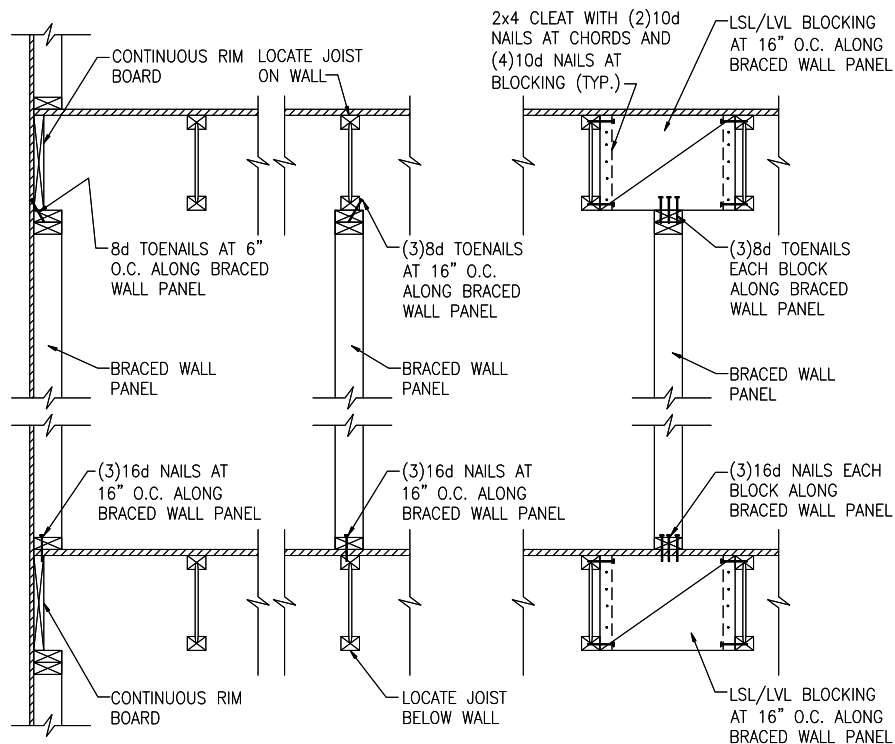 CONTINUOUS RIM
BOARD
LOCATE JOIST
ON WALL
2x4 CLEAT WITH (2)10d
NAILS AT CHORDS AND
(4)10d NAILS AT
BLOCKING (TYP.)
LSL/LVL BLOCKING
AT 16" O.C. ALONG
BRACED WALL PANEL
8d TOENAILS AT 6"
O.C. ALONG BRACED
WALL PANEL
(3)8d TOENAILS
AT 16" O.C.
ALONG BRACED
WALL PANEL
(3)8d TOENAILS
EACH BLOCK
ALONG BRACED
WALL PANEL
BRACED WALL
PANEL
BRACED WALL
PANEL
BRACED WALL
PANEL
(3)16d NAILS AT
16" O.C. ALONG
BRACED WALL PANEL
(3)16d NAILS AT
16" O.C. ALONG
BRACED WALL PANEL
(3)16d NAILS EACH
BLOCK ALONG
BRACED WALL PANEL
CONTINUOUS RIM
BOARD
LOCATE JOIST
BELOW WALL
LSL/LVL BLOCKING
AT 16" O.C. ALONG
BRACED WALL PANEL